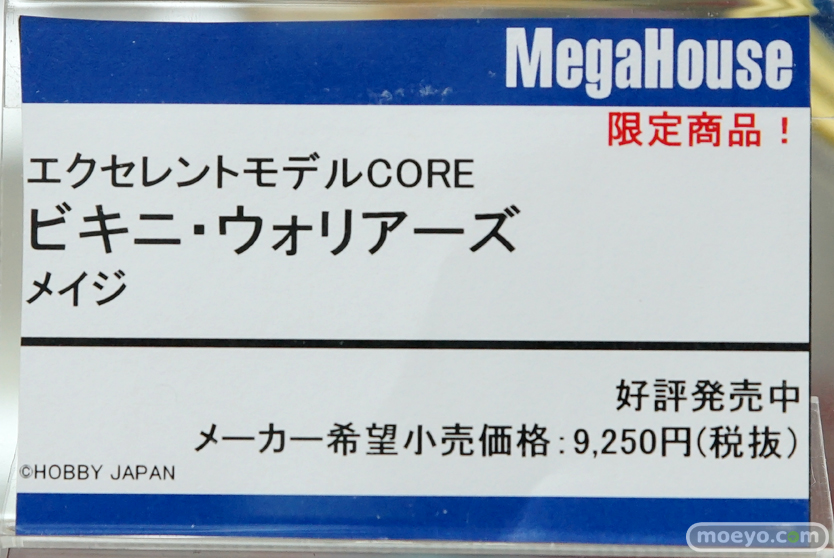 MegaHouse
限定商品！
エクセレントモデルCORE
ビキニ・ウォリアーズ
メイジ
好評発売中
メーカー希望小売価格：9,250円(税抜)
©HOBBY JAPAN
moeyo.com